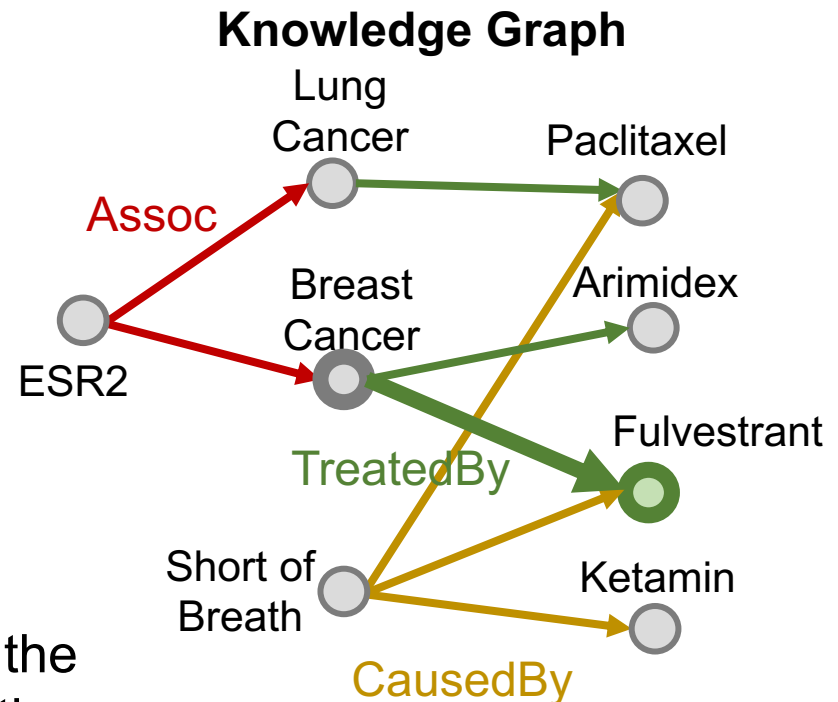 Knowledge Graph
Lung
Cancer
Paclitaxel
Assoc
Breast
Cancer
Arimidex
ESR2
Fulvestrant
TreatedBy
Short of
Breath
Ketamin
the
CausedBy